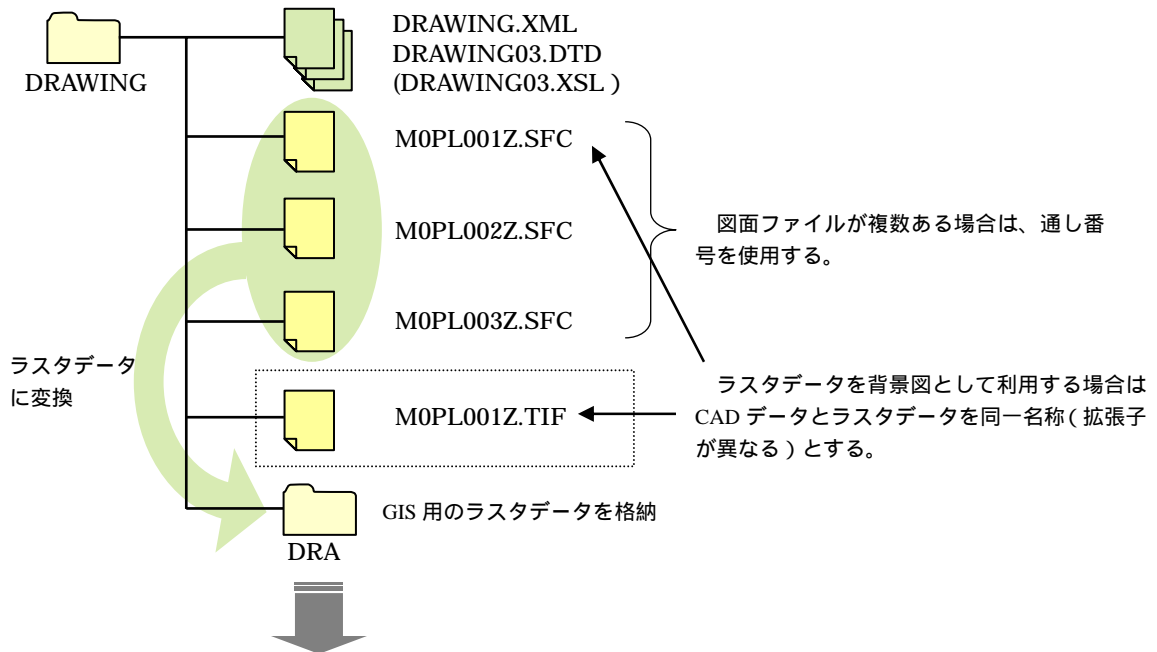 DRAWING
DRAWING.XML
DRAWING03.DTD
(DRAWING03.XSL )
M0PL001Z.SFC
M0PL002Z.SFC
M0PL003Z.SFC
図面ファイルが複数ある場合は、通し番
号を使用する。
ラスタデータ
に変換
M0PL001Z.TIF
ラスタデータを背景図として利用する場合は
CAD データとラスタデータを同一名称（拡張子
が異なる）とする。
DRA
GIS 用のラスタデータを格納